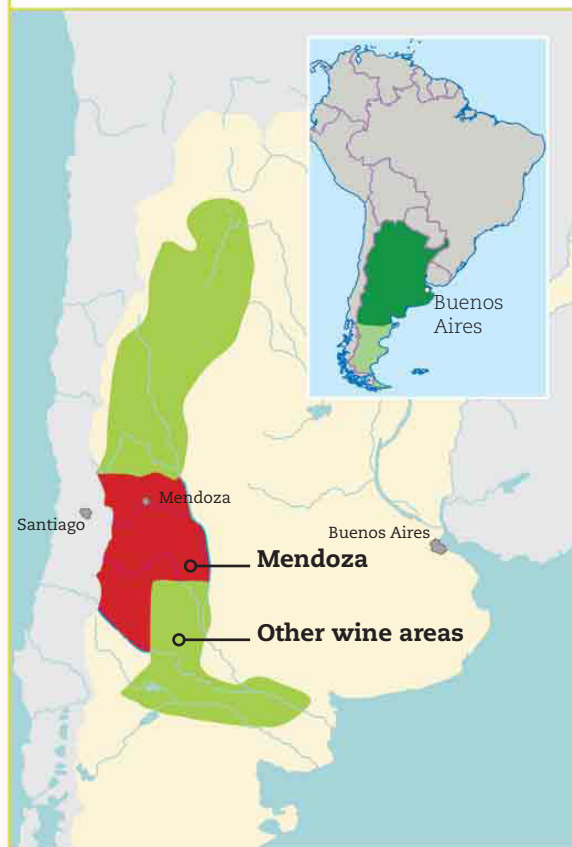 Buenos
Aires
Mendoza
Santiago
Buenos Aires
Mendoza
Other wine areas